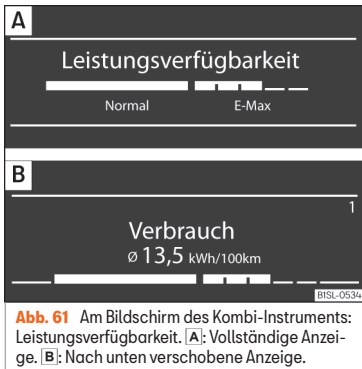 A
Leistungsverfügbarkeit
Normal E-Max
B
1
Verbrauch
Ø 13,5 kWh/100km
B1SL-0534
Abb. 61 Am Bildschirm des Kombi-Instruments:
Leistungsverfügbarkeit. A: Vollständige Anzei-
ge. B: Nach unten verschobene Anzeige.